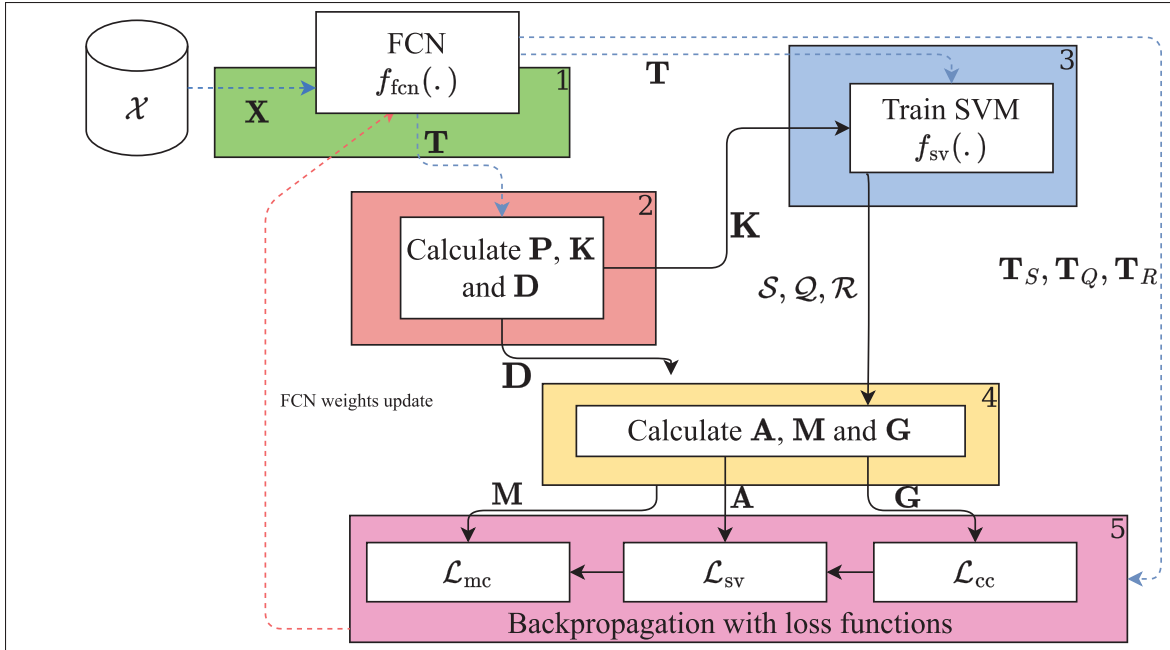 FCN
1
3
𝒳
f_fcn(.)
T
X
Train SVM
f_sv(.)
T
2
K
Calculate P, K
and D
T_S, T_Q, T_R
𝒮, 𝒬, ℛ
D
FCN weights update
4
Calculate A, M and G
M
A
G
5
ℒ_mc
ℒ_sv
ℒ_cc
Backpropagation with loss functions